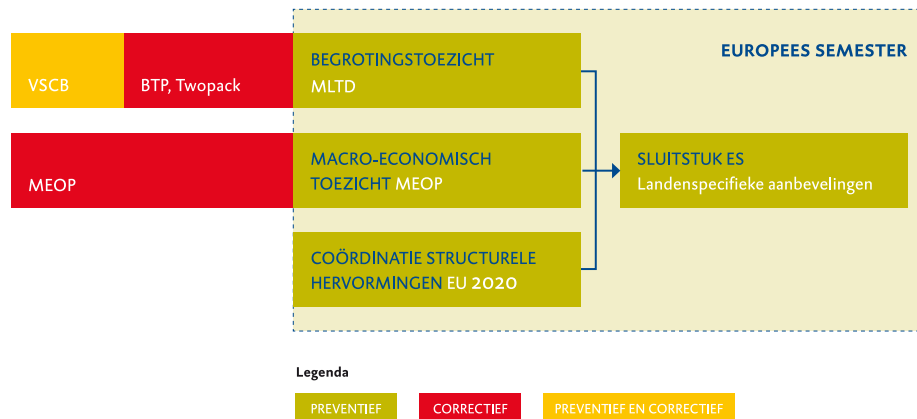 EUROPEES SEMESTER
VSCB
BTP, Twopack
BEGROTINGSTOEZICHT
MLTD
MEOP
MACRO-ECONOMISCH
TOEZICHT MEOP
SLUITSTUK ES
Landenspecifieke aanbevelingen
COÖRDINATIE STRUCTURELE
HERVORMINGEN EU 2020
Legenda
PREVENTIEF
CORRECTIEF
PREVENTIEF EN CORRECTIEF